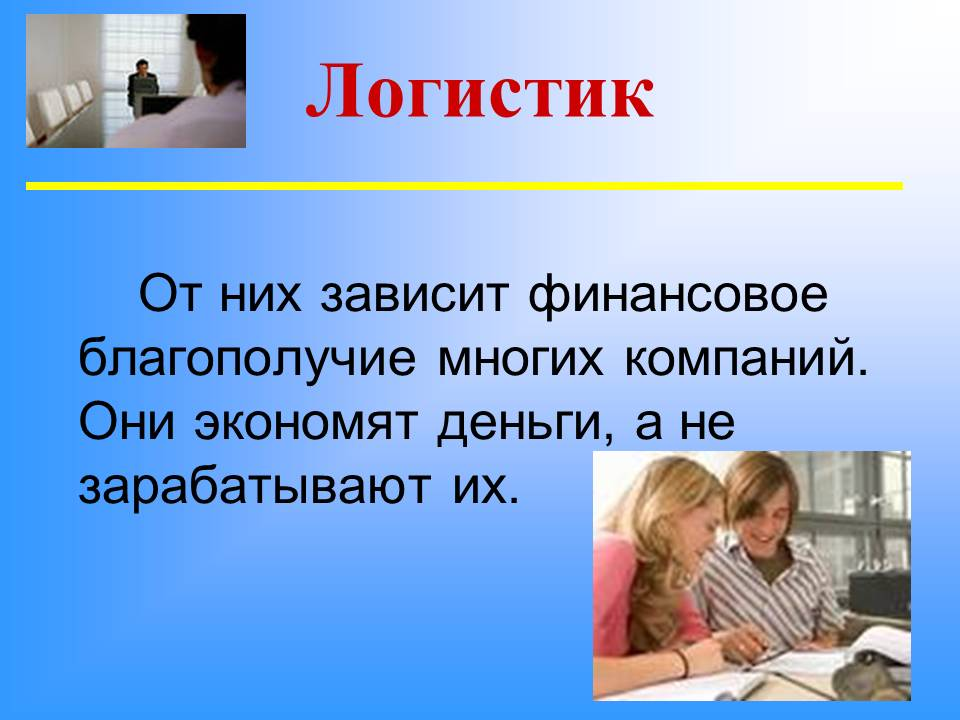 Логистик
От них зависит финансовое
благополучие многих компаний.
Они экономят деньги, а не
зарабатывают их.